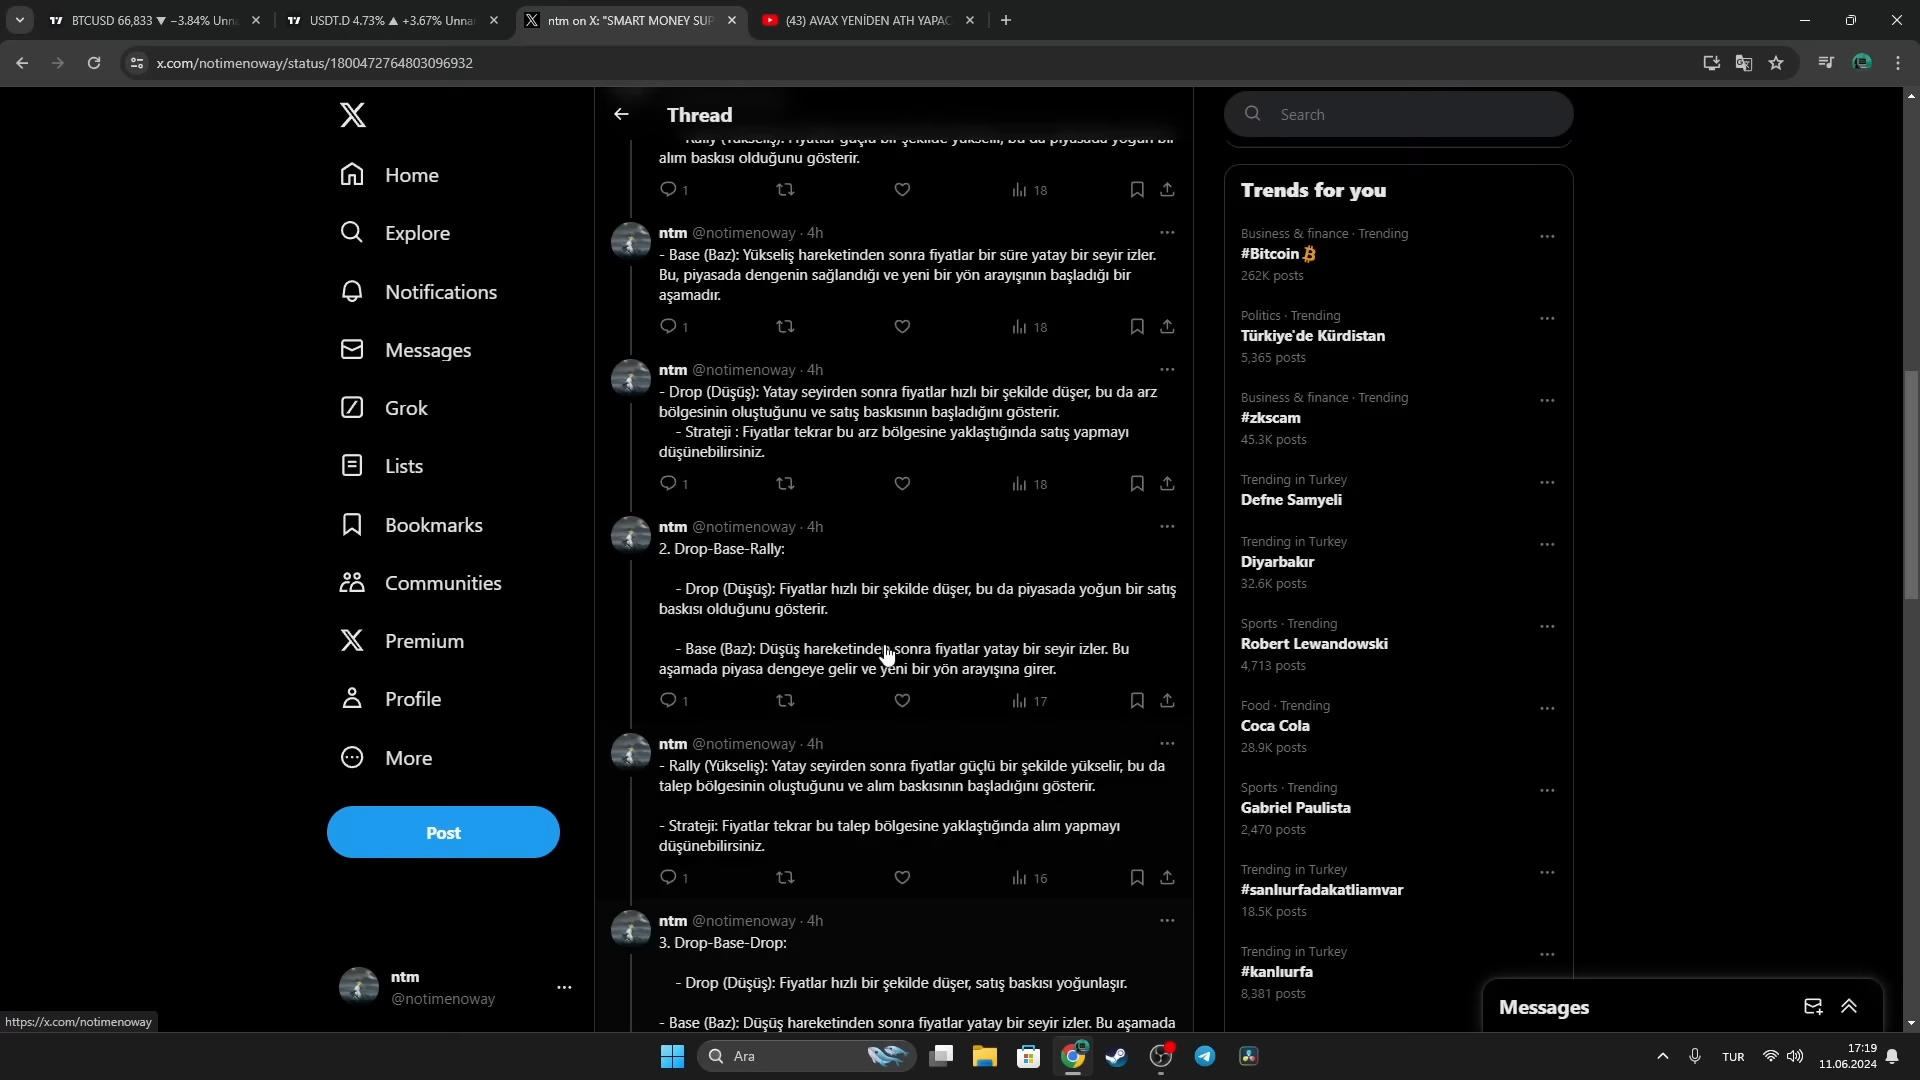 BTCUSD 66,833 ▼ −3.84% Unna
USDT.D 4.73% ▲ +3.67% Unna
ntm on X: "SMART MONEY SUP
(43) AVAX YENİDEN ATH YAPAC
x.com/notimenoway/status/1800472764803096932
Home
Explore
Notifications
Messages
Grok
Lists
Bookmarks
Communities
Premium
Profile
More
Post
ntm
@notimenoway
https://x.com/notimenoway
Thread
- Rally (Yükseliş): Fiyatlar güçlü bir şekilde yükselir, bu da piyasada yoğun bir
alım baskısı olduğunu gösterir.
1 18
ntm @notimenoway · 4h
- Base (Baz): Yükseliş hareketinden sonra fiyatlar bir süre yatay bir seyir izler.
Bu, piyasada dengenin sağlandığı ve yeni bir yön arayışının başladığı bir
aşamadır.
1 18
ntm @notimenoway · 4h
- Drop (Düşüş): Yatay seyirden sonra fiyatlar hızlı bir şekilde düşer, bu da arz
bölgesinin oluştuğunu ve satış baskısının başladığını gösterir.
- Strateji : Fiyatlar tekrar bu arz bölgesine yaklaştığında satış yapmayı
düşünebilirsiniz.
1 18
ntm @notimenoway · 4h
2. Drop-Base-Rally:
- Drop (Düşüş): Fiyatlar hızlı bir şekilde düşer, bu da piyasada yoğun bir satış
baskısı olduğunu gösterir.
- Base (Baz): Düşüş hareketinden sonra fiyatlar yatay bir seyir izler. Bu
aşamada piyasa dengeye gelir ve yeni bir yön arayışına girer.
1 17
ntm @notimenoway · 4h
- Rally (Yükseliş): Yatay seyirden sonra fiyatlar güçlü bir şekilde yükselir, bu da
talep bölgesinin oluştuğunu ve alım baskısının başladığını gösterir.
- Strateji: Fiyatlar tekrar bu talep bölgesine yaklaştığında alım yapmayı
düşünebilirsiniz.
1 16
ntm @notimenoway · 4h
3. Drop-Base-Drop:
- Drop (Düşüş): Fiyatlar hızlı bir şekilde düşer, satış baskısı yoğunlaşır.
- Base (Baz): Düşüş hareketinden sonra fiyatlar yatay bir seyir izler. Bu aşamada
Search
Trends for you
Business & finance · Trending
#Bitcoin
262K posts
Politics · Trending
Türkiye'de Kürdistan
5,365 posts
Business & finance · Trending
#zkscam
45.3K posts
Trending in Turkey
Defne Samyeli
Trending in Turkey
Diyarbakır
32.6K posts
Sports · Trending
Robert Lewandowski
4,713 posts
Food · Trending
Coca Cola
28.9K posts
Sports · Trending
Gabriel Paulista
2,470 posts
Trending in Turkey
#sanlıurfadakatliamvar
18.5K posts
Trending in Turkey
#kanlıurfa
8,381 posts
Messages
Ara
TUR
17:19
11.06.2024